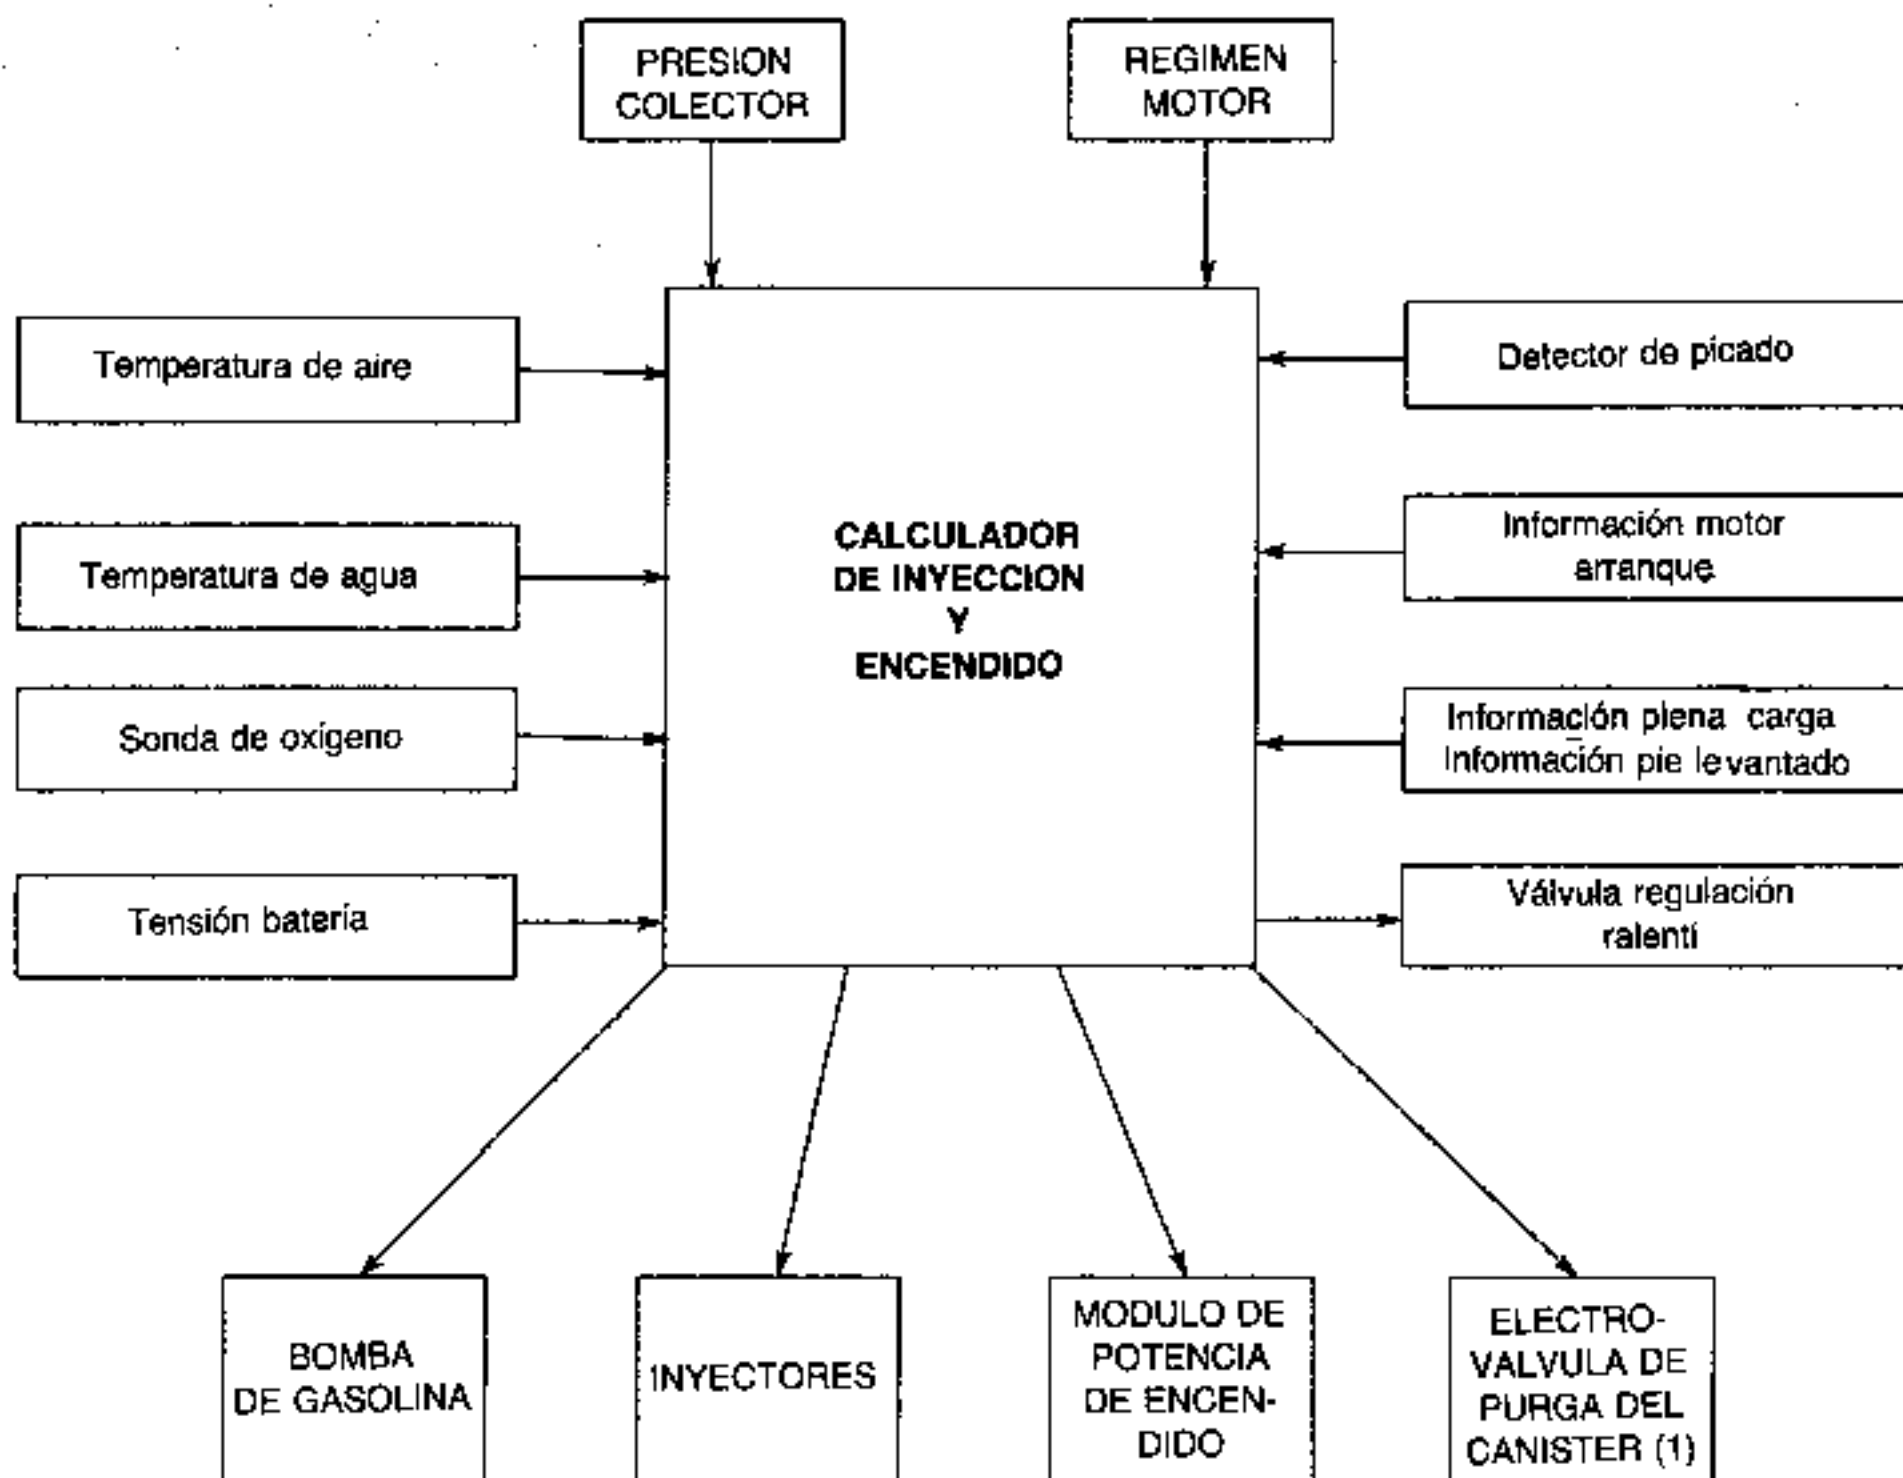 PRESION
COLECTOR
REGIMEN
MOTOR
Temperatura de aire
Detector de picado
Temperatura de agua
Información motor
arranque
CALCULADOR
DE INYECCION
Y
ENCENDIDO
Sonda de oxígeno
Información plena carga
Información pie levantado
Tensión batería
Válvula regulación
ralentí
BOMBA
DE GASOLINA
INYECTORES
MODULO DE
POTENCIA
DE ENCEN-
DIDO
ELECTRO-
VALVULA DE
PURGA DEL
CANISTER (1)